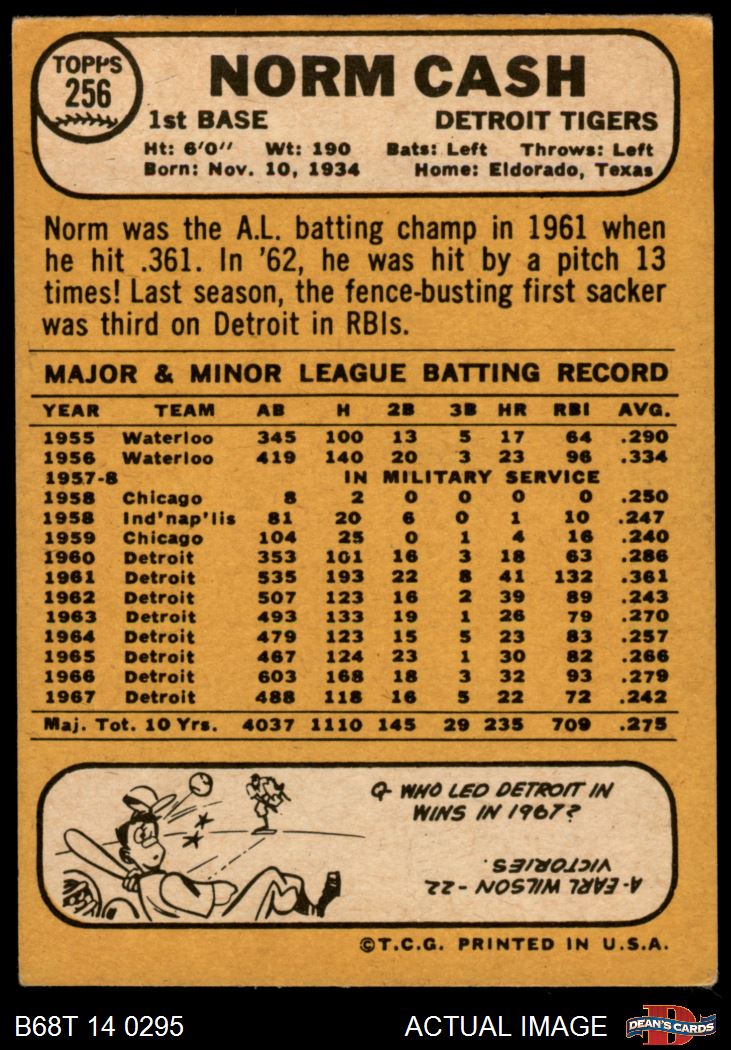 TOPPS
256
NORM CASH
1st BASE DETROIT TIGERS
Ht: 6'0" Wt: 190 Bats: Left Throws: Left
Born: Nov. 10, 1934 Home: Eldorado, Texas
Norm was the A.L. batting champ in 1961 when
he hit .361. In '62, he was hit by a pitch 13
times! Last season, the fence-busting first sacker
was third on Detroit in RBIs.
MAJOR & MINOR LEAGUE BATTING RECORD
YEAR TEAM AB H 2B 3B HR RBI AVG.
1955 Waterloo 345 100 13 5 17 64 .290
1956 Waterloo 419 140 20 3 23 96 .334
1957-8 IN MILITARY SERVICE
1958 Chicago 8 2 0 0 0 0 .250
1958 Ind'nap'lis 81 20 6 0 1 10 .247
1959 Chicago 104 25 0 1 4 16 .240
1960 Detroit 353 101 16 3 18 63 .286
1961 Detroit 535 193 22 8 41 132 .361
1962 Detroit 507 123 16 2 39 89 .243
1963 Detroit 493 133 19 1 26 79 .270
1964 Detroit 479 123 15 5 23 83 .257
1965 Detroit 467 124 23 1 30 82 .266
1966 Detroit 603 168 18 3 32 93 .279
1967 Detroit 488 118 16 5 22 72 .242
Maj. Tot. 10 Yrs. 4037 1110 145 29 235 709 .275
Q- WHO LED DETROIT IN
WINS IN 1967?
A- EARL WILSON - 22
VICTORIES.
©T.C.G. PRINTED IN U.S.A.
B68T 14 0295 ACTUAL IMAGE
D
DEAN'S CARDS